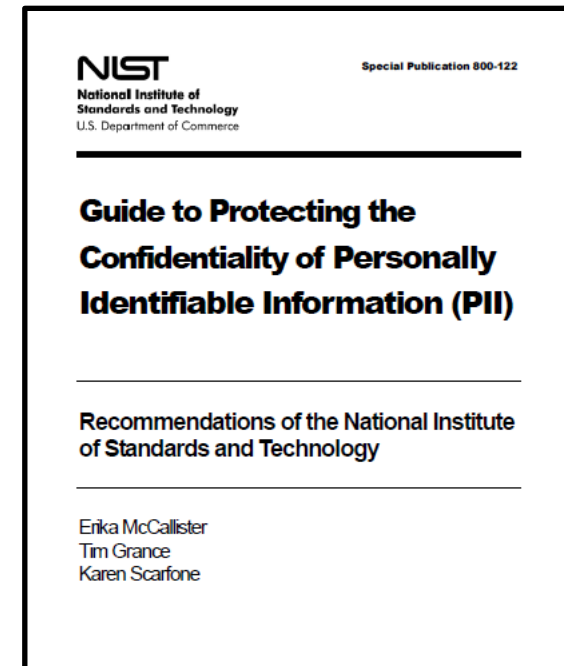 NIST
Special Publication 800-122
National Institute of
Standards and Technology
U.S. Department of Commerce
Guide to Protecting the
Confidentiality of Personally
Identifiable Information (PII)
Recommendations of the National Institute
of Standards and Technology
Erika McCallister
Tim Grance
Karen Scarfone